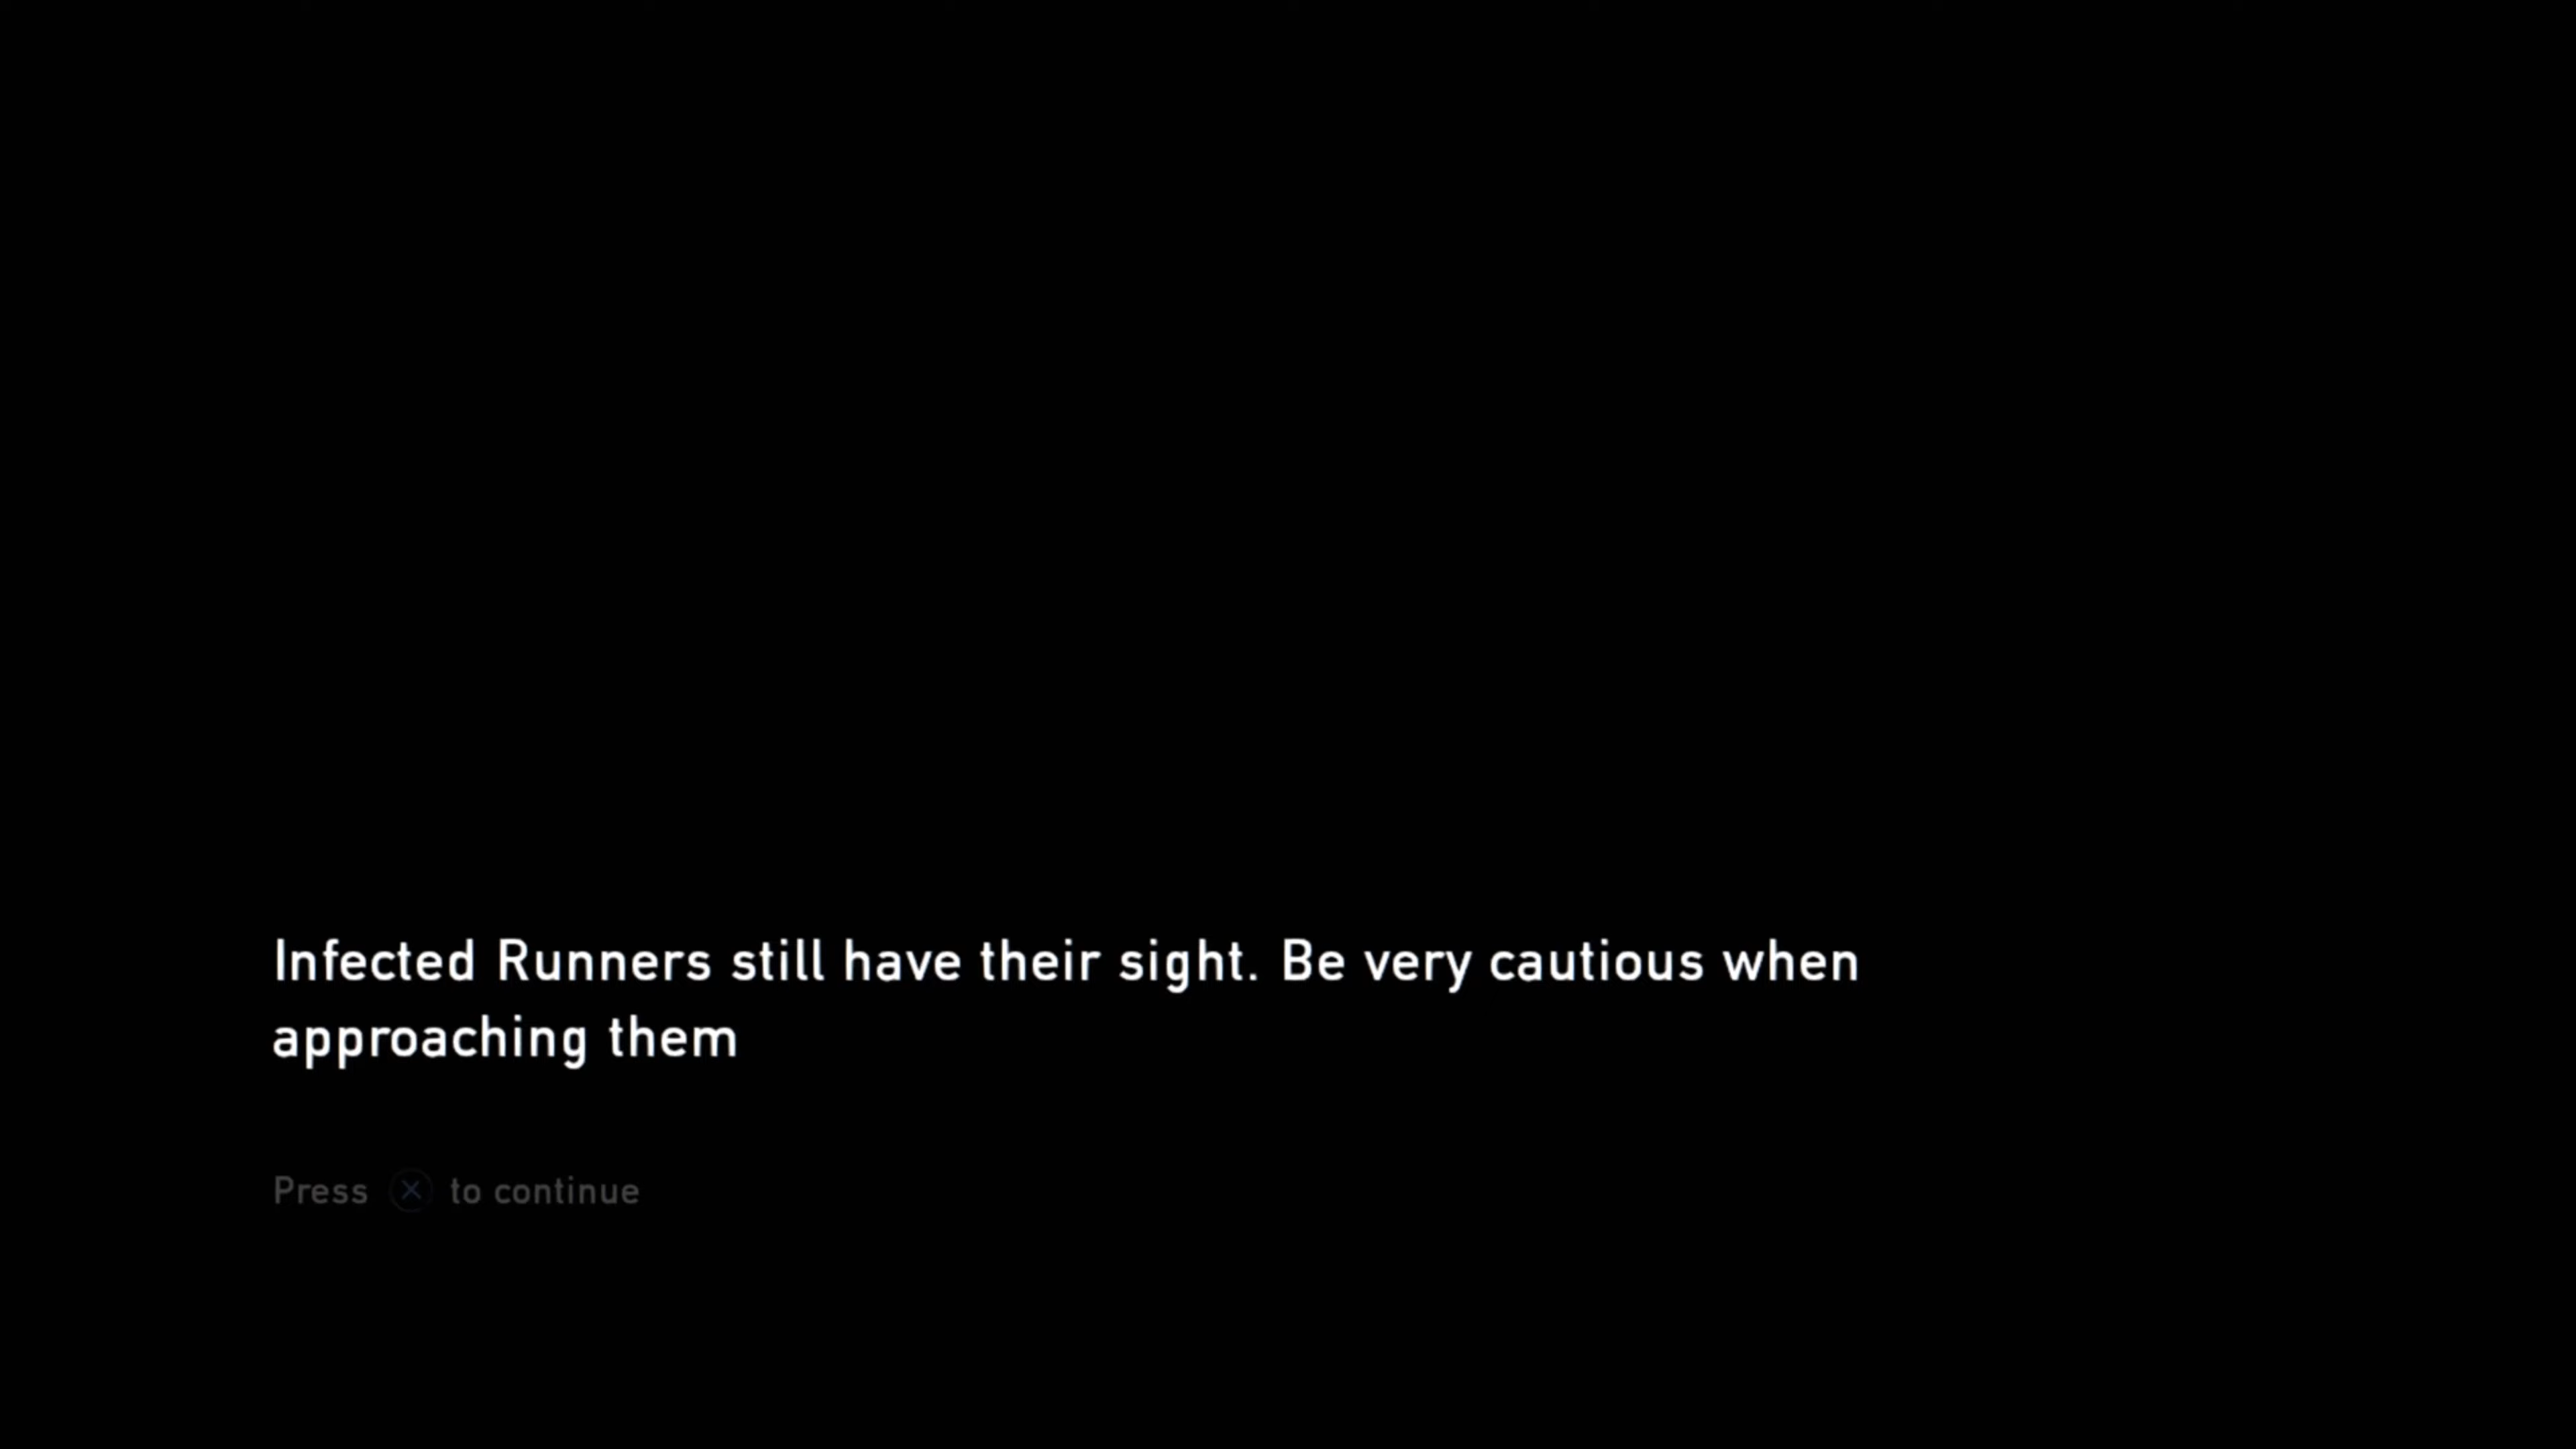 Infected Runners still have their sight. Be very cautious when
approaching them
Press ⓧ to continue